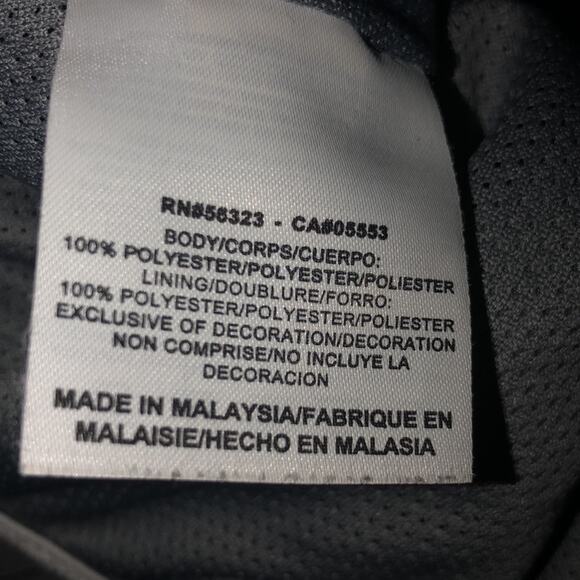 RN#56323 - CA#05553
BODY/CORPS/CUERPO:
100% POLYESTER/POLYESTER/POLIESTER
LINING/DOUBLURE/FORRO:
100% POLYESTER/POLYESTER/POLIESTER
EXCLUSIVE OF DECORATION/DECORATION
NON COMPRISE/NO INCLUYE LA
DECORACION
MADE IN MALAYSIA/FABRIQUE EN
MALAISIE/HECHO EN MALASIA